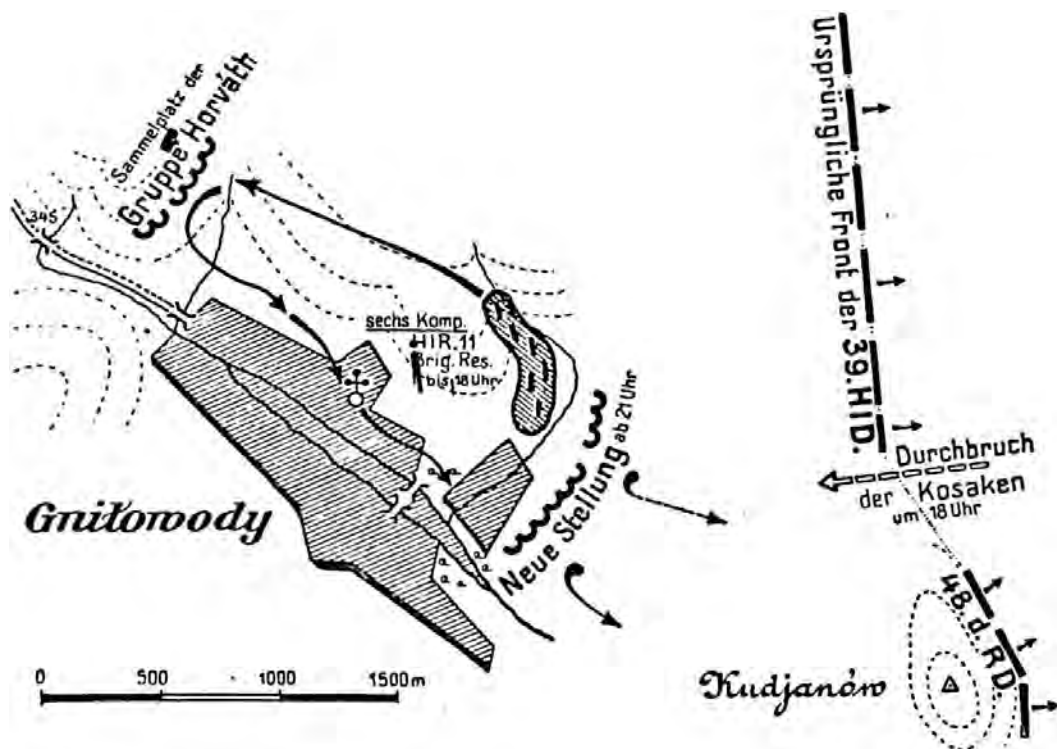 Sammelplatz der
Gruppe Horváth
345
sechs Komp.
HIR.11
Brig. Res.
bis 18 Uhr
Gniłowody
Neue Stellung ab 21 Uhr
Ursprüngliche Front der 39.HID.
Durchbruch
der Kosaken
um 18 Uhr
48. d. RD.
Kudjanów
0 500 1000 1500 m